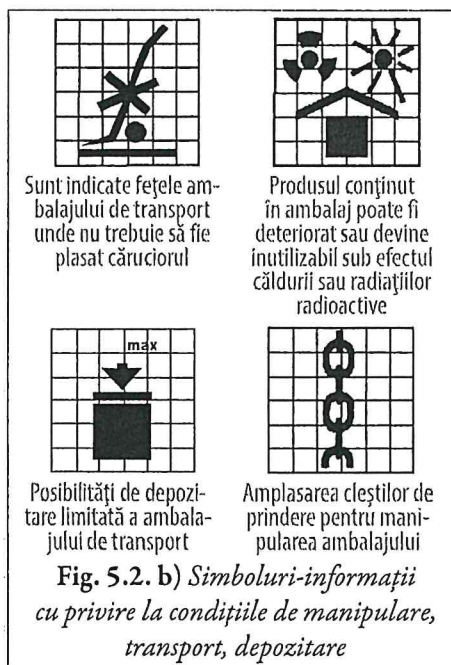 Sunt indicate fețele am-
balajului de transport
unde nu trebuie să fie
plasat căruciorul
Produsul conținut
în ambalaj poate fi
deteriorat sau devine
inutilizabil sub efectul
căldurii sau radiațiilor
radioactive
max
Posibilități de depozi-
tare limitată a ambala-
jului de transport
Amplasarea cleștilor de
prindere pentru mani-
pularea ambalajului
Fig. 5.2. b) Simboluri-informații
cu privire la condițiile de manipulare,
transport, depozitare